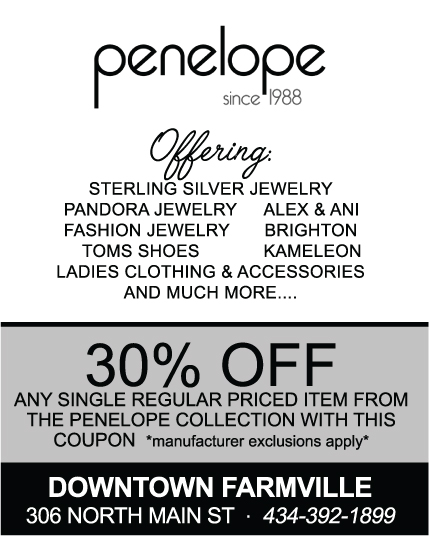 penelope
since 1988
Offering:
STERLING SILVER JEWELRY
PANDORA JEWELRY ALEX & ANI
FASHION JEWELRY BRIGHTON
TOMS SHOES KAMELEON
LADIES CLOTHING & ACCESSORIES
AND MUCH MORE....
30% OFF
ANY SINGLE REGULAR PRICED ITEM FROM
THE PENELOPE COLLECTION WITH THIS
COUPON *manufacturer exclusions apply*
DOWNTOWN FARMVILLE
306 NORTH MAIN ST · 434-392-1899